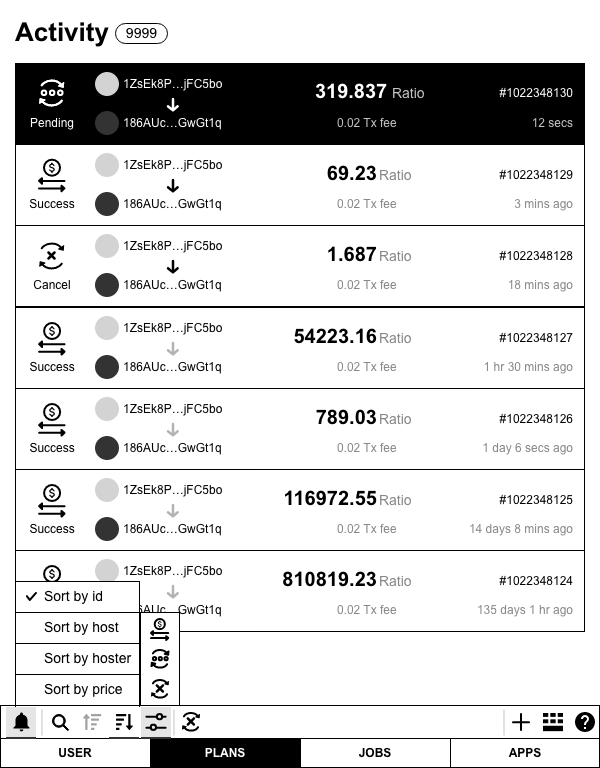 Activity 9999
1ZsEk8P...jFC5bo
319.837 Ratio
#1022348130
Pending
186AUc...GwGt1q
0.02 Tx fee
12 secs
1ZsEk8P...jFC5bo
69.23 Ratio
#1022348129
Success
186AUc...GwGt1q
0.02 Tx fee
3 mins ago
1ZsEk8P...jFC5bo
1.687 Ratio
#1022348128
Cancel
186AUc...GwGt1q
0.02 Tx fee
18 mins ago
1ZsEk8P...jFC5bo
54223.16 Ratio
#1022348127
Success
186AUc...GwGt1q
0.02 Tx fee
1 hr 30 mins ago
1ZsEk8P...jFC5bo
789.03 Ratio
#1022348126
Success
186AUc...GwGt1q
0.02 Tx fee
1 day 6 secs ago
1ZsEk8P...jFC5bo
116972.55 Ratio
#1022348125
Success
186AUc...GwGt1q
0.02 Tx fee
14 days 8 mins ago
1ZsEk8P...jFC5bo
810819.23 Ratio
#1022348124
6AUc...GwGt1q
0.02 Tx fee
135 days 1 hr ago
Sort by id
Sort by host
Sort by hoster
Sort by price
USER
PLANS
JOBS
APPS